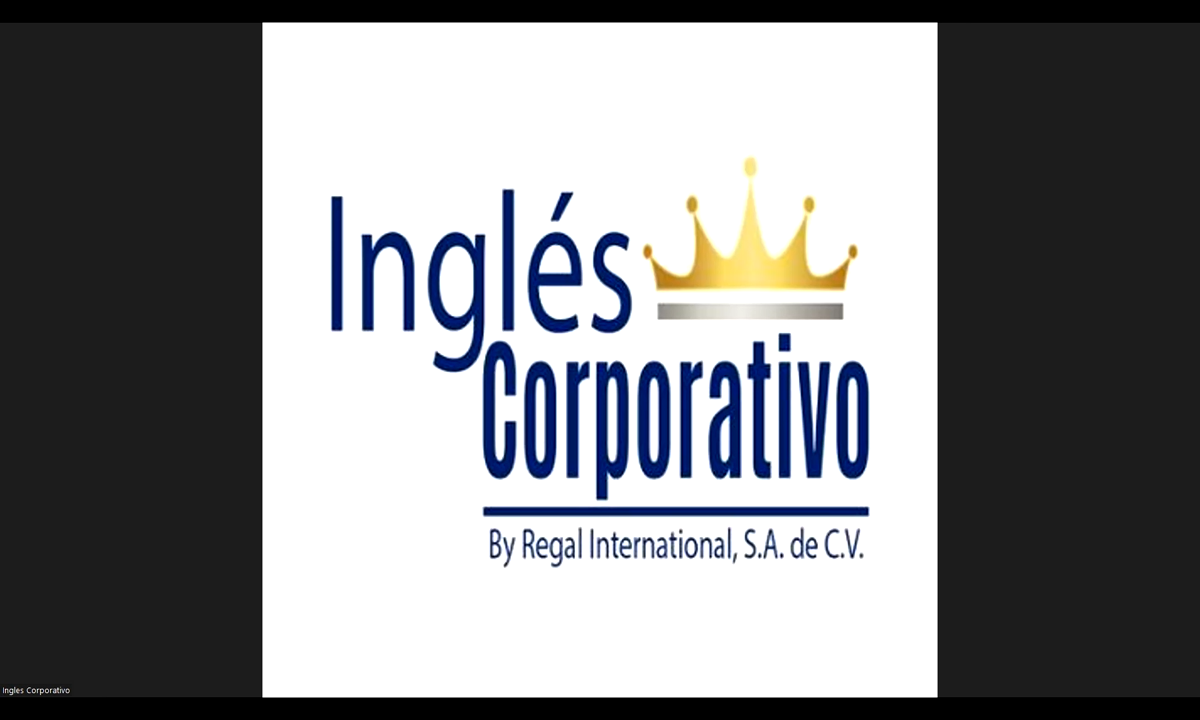 Inglés
Corporativo
By Regal International, S.A. de C.V.
Ingles Corporativo